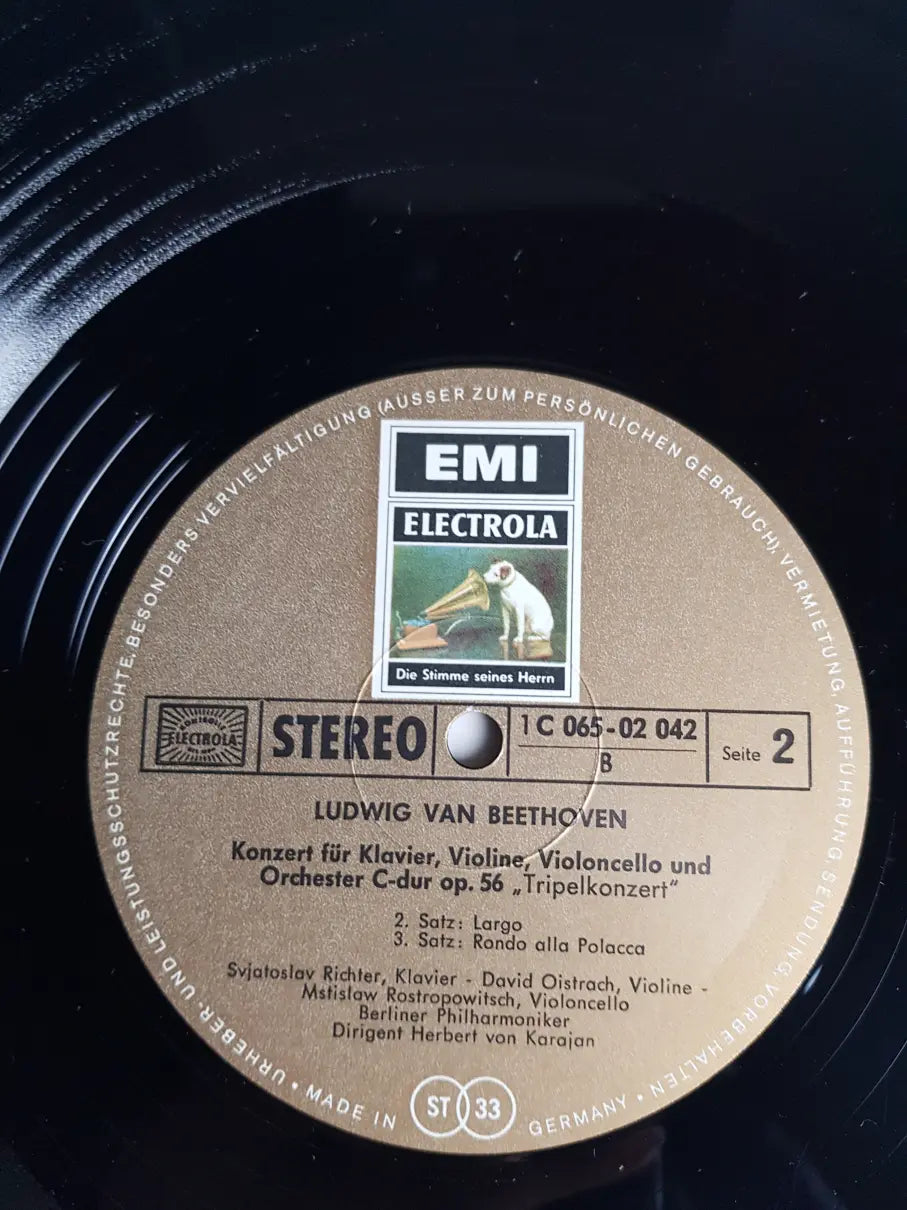 URHEBER- UND LEISTUNGSSCHUTZRECHTE, BESONDERS VERVIELFÄLTIGUNG (AUSSER ZUM PERSÖNLICHEN GEBRAUCH), VERMIETUNG, AUFFÜHRUNG, SENDUNG, VORBEHALTEN •
EMI
ELECTROLA
Die Stimme seines Herrn
ELECTROLA
STEREO
1 C 065-02 042
B
Seite 2
LUDWIG VAN BEETHOVEN
Konzert für Klavier, Violine, Violoncello und
Orchester C-dur op. 56 „Tripelkonzert“
2. Satz: Largo
3. Satz: Rondo alla Polacca
Svjatoslav Richter, Klavier - David Oistrach, Violine -
Mstislaw Rostropowitsch, Violoncello
Berliner Philharmoniker
Dirigent Herbert von Karajan
• MADE IN
ST 33
GERMANY